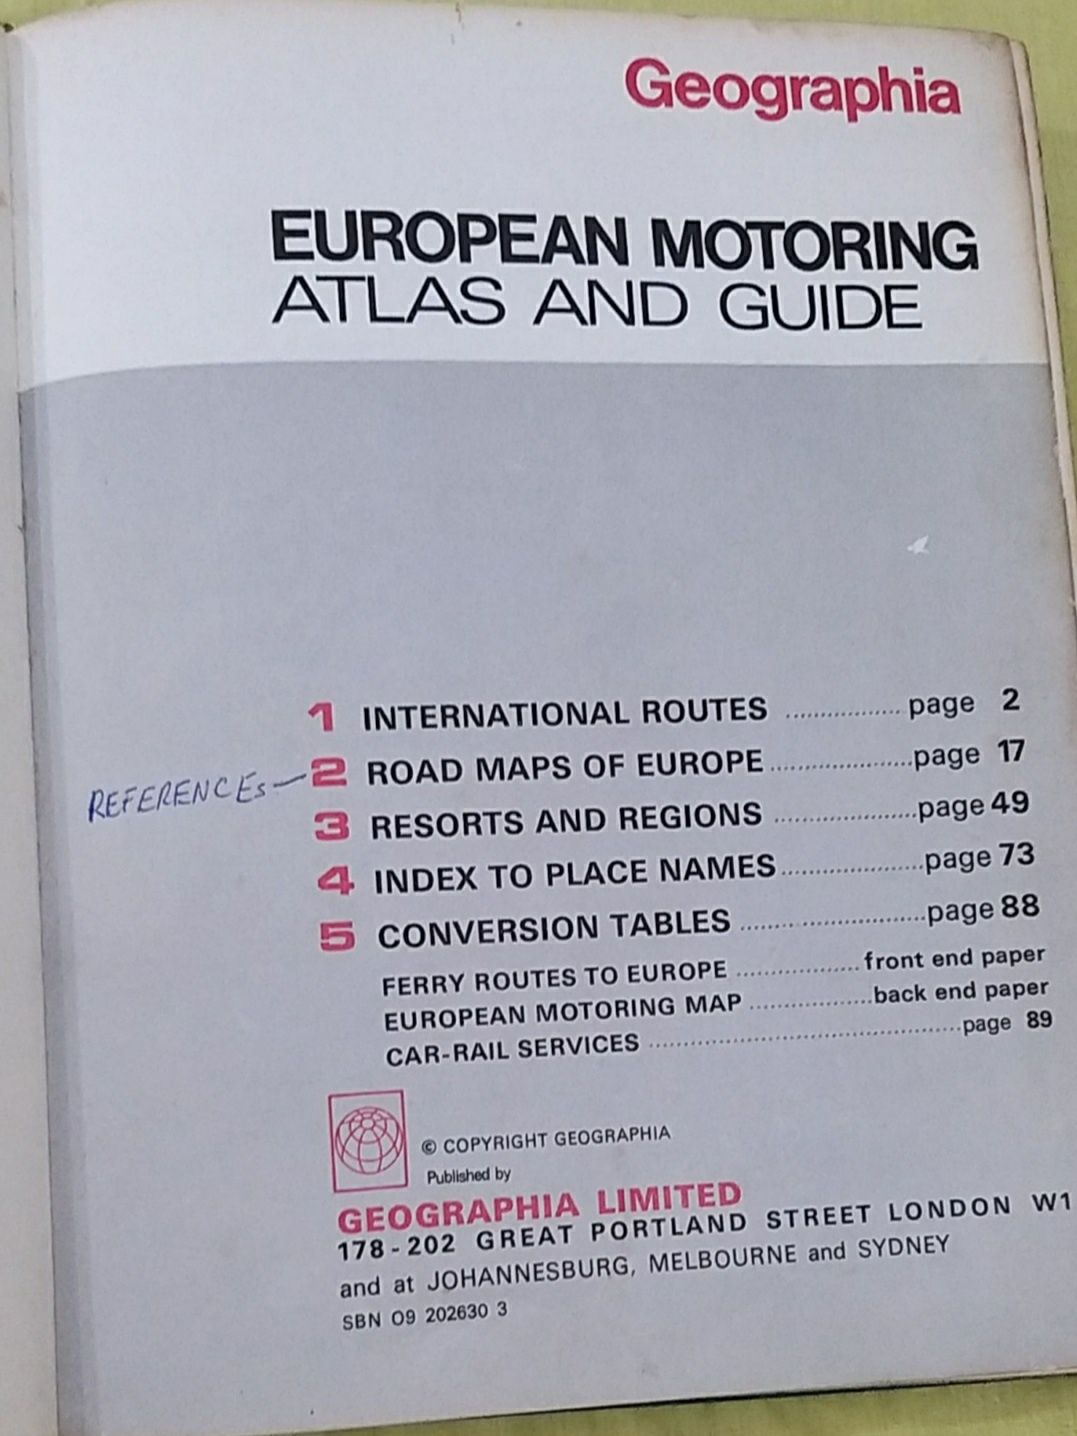 Geographia
EUROPEAN MOTORING
ATLAS AND GUIDE
1 INTERNATIONAL ROUTES ................. page 2
REFERENCES — 2 ROAD MAPS OF EUROPE ..................... page 17
3 RESORTS AND REGIONS ..................... page 49
4 INDEX TO PLACE NAMES ..................... page 73
5 CONVERSION TABLES ........................... page 88
FERRY ROUTES TO EUROPE .................. front end paper
EUROPEAN MOTORING MAP .................. back end paper
CAR-RAIL SERVICES ............................................. page 89
© COPYRIGHT GEOGRAPHIA
Published by
GEOGRAPHIA LIMITED
178-202 GREAT PORTLAND STREET LONDON W1
and at JOHANNESBURG, MELBOURNE and SYDNEY
SBN 09 202630 3